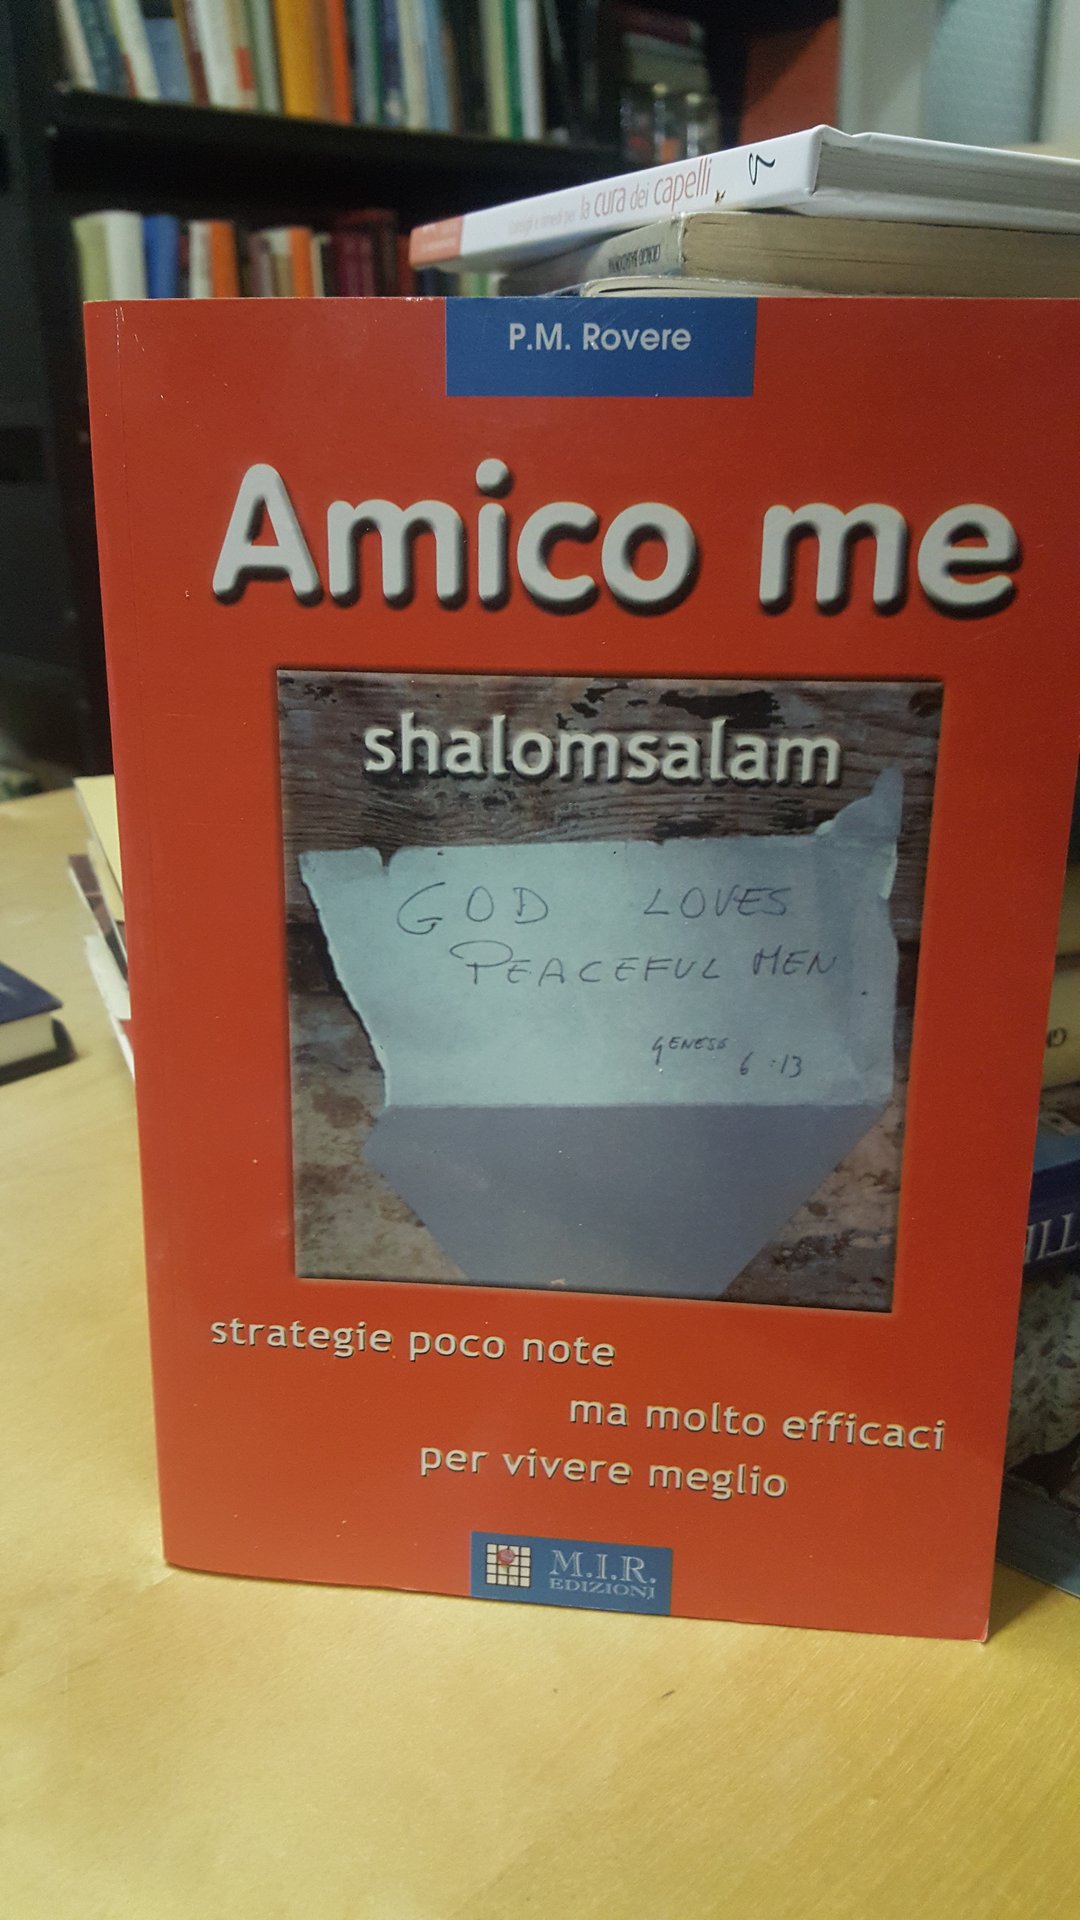 la cura dei capelli
P.M. Rovere
Amico me
shalomsalam
GOD LOVES
PEACEFUL MEN
GENESIS
6:13
strategie poco note
ma molto efficaci
per vivere meglio
M.I.R.
EDIZIONI